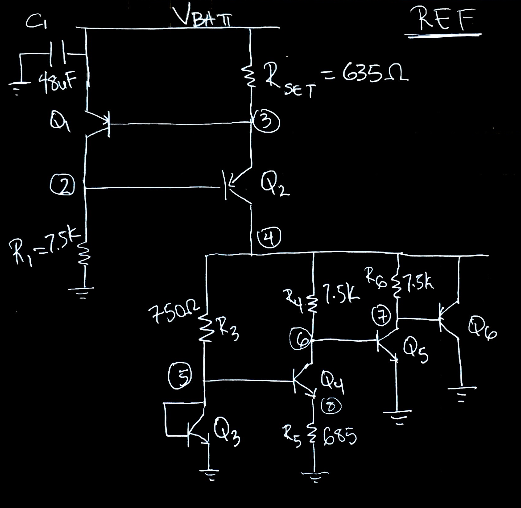 C1 VBATT REF
48uF RSET = 635Ω
Q1 3
2 Q2
R1=7.5K 4
750Ω R3 R4 7.5K R6 7.5K
7 Q6
6 Q5
5 Q4
8
Q3 R5 685